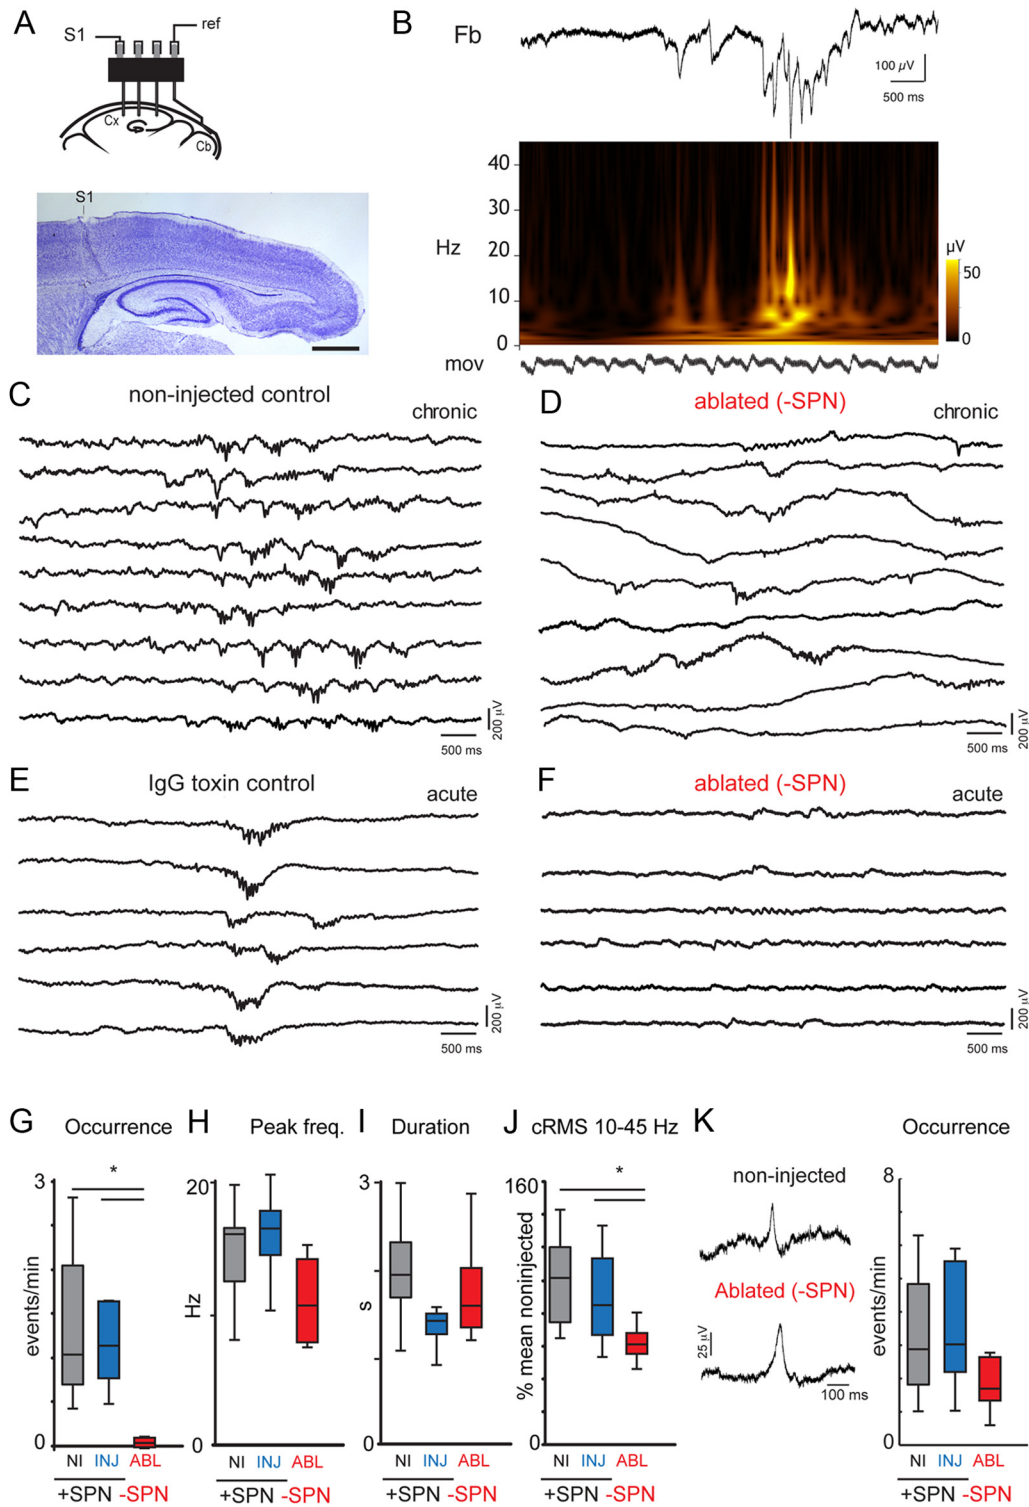 A
S1
ref
Cx
Cb
S1
B
Fb
100 µV
500 ms
40
30
Hz
20
10
0
µV
50
0
mov
C
non-injected control
chronic
200 µV
500 ms
D
ablated (-SPN)
chronic
200 µV
500 ms
E
IgG toxin control
acute
200 µV
500 ms
F
ablated (-SPN)
acute
200 µV
500 ms
G
Occurrence
3
*
events/min
0
NI INJ ABL
+SPN -SPN
H
Peak freq.
20
Hz
0
NI INJ ABL
+SPN -SPN
I
Duration
3
s
0
NI INJ ABL
+SPN -SPN
J
cRMS 10-45 Hz
160
*
% mean noninjected
0
NI INJ ABL
+SPN -SPN
K
non-injected
Ablated (-SPN)
25 µV
100 ms
Occurrence
8
events/min
0
NI INJ ABL
+SPN -SPN